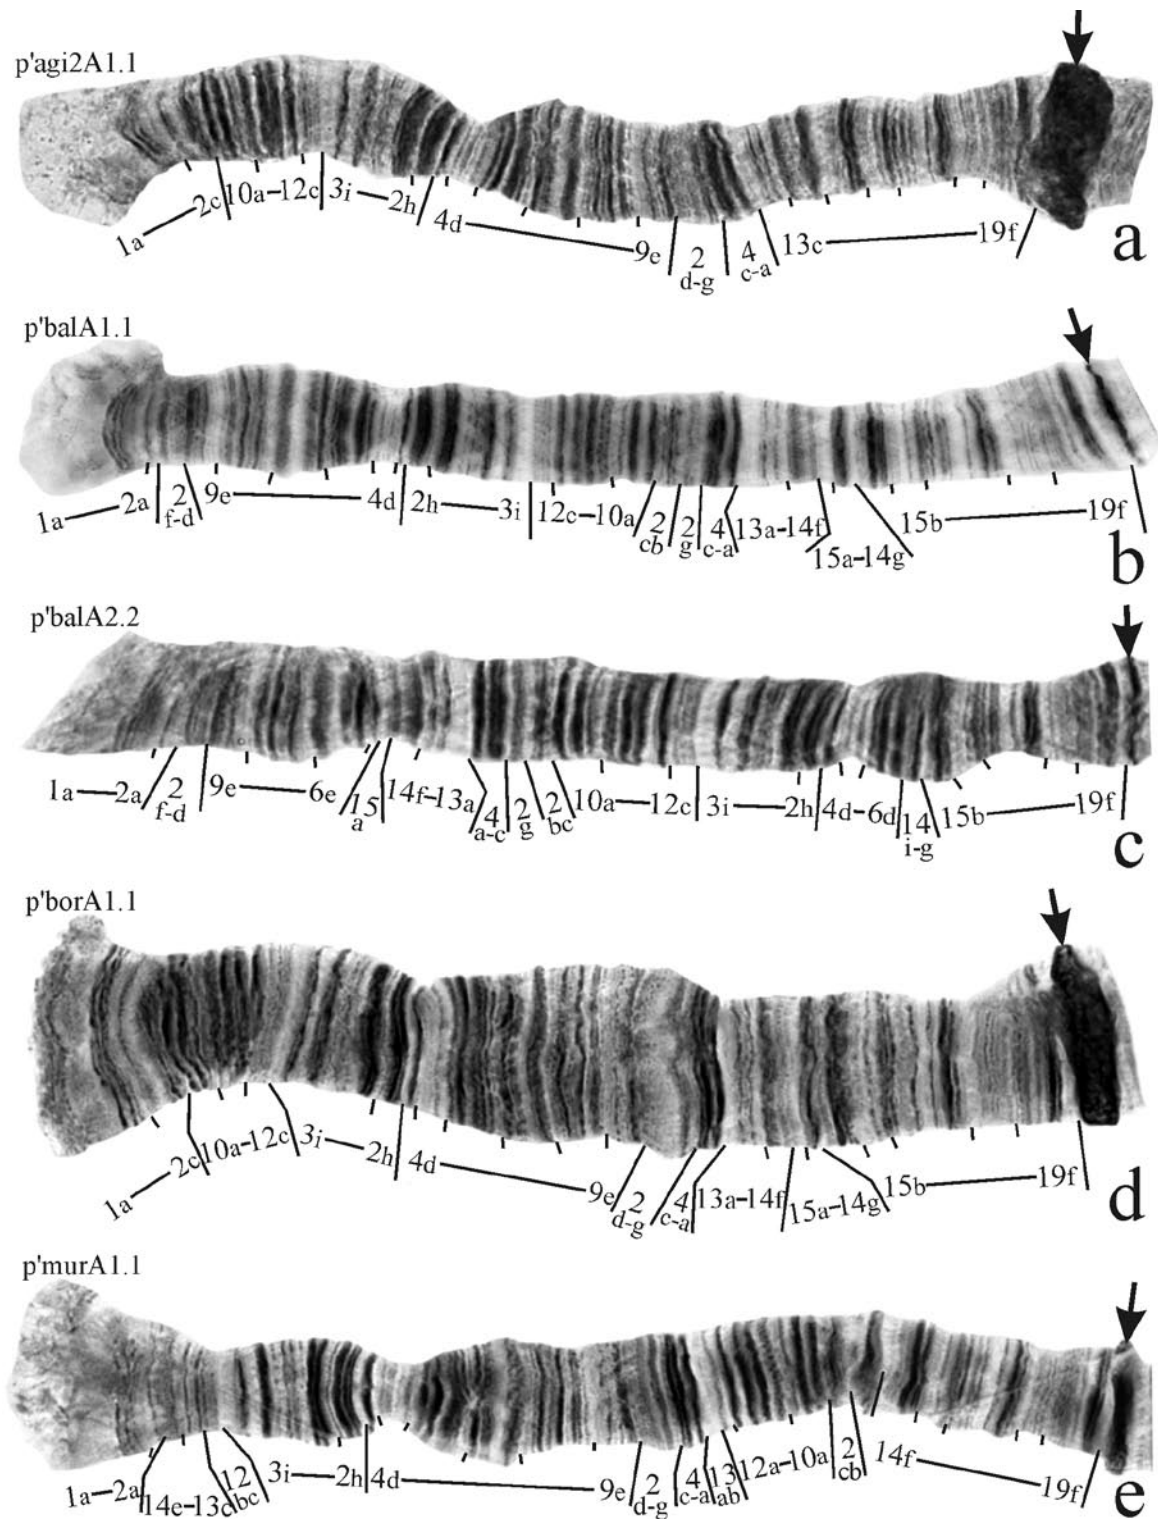 p'agi2A1.1
1a 2c 10a-12c 3i 2h 4d 9e 2 d-g 4 c-a 13c 19f
a
p'balA1.1
1a 2a 2 f-d 9e 4d 2h 3i 12c-10a 2 cb 2 g 4 c-a 13a-14f 15a-14g 15b 19f
b
p'balA2.2
1a 2a 2 f-d 9e 6e 15 a 14f-13a 4 a-c 2 g 2 bc 10a 12c 3i 2h 4d-6d 14 i-g 15b 19f
c
p'borA1.1
1a 2c 10a-12c 3i 2h 4d 9e 2 d-g 4 c-a 13a-14f 15a-14g 15b 19f
d
p'murA1.1
1a-2a 14e-13c 12 bc 3i 2h 4d 9e 2 d-g 4 c-a 13 ab 12a-10a 2 cb 14f 19f
e